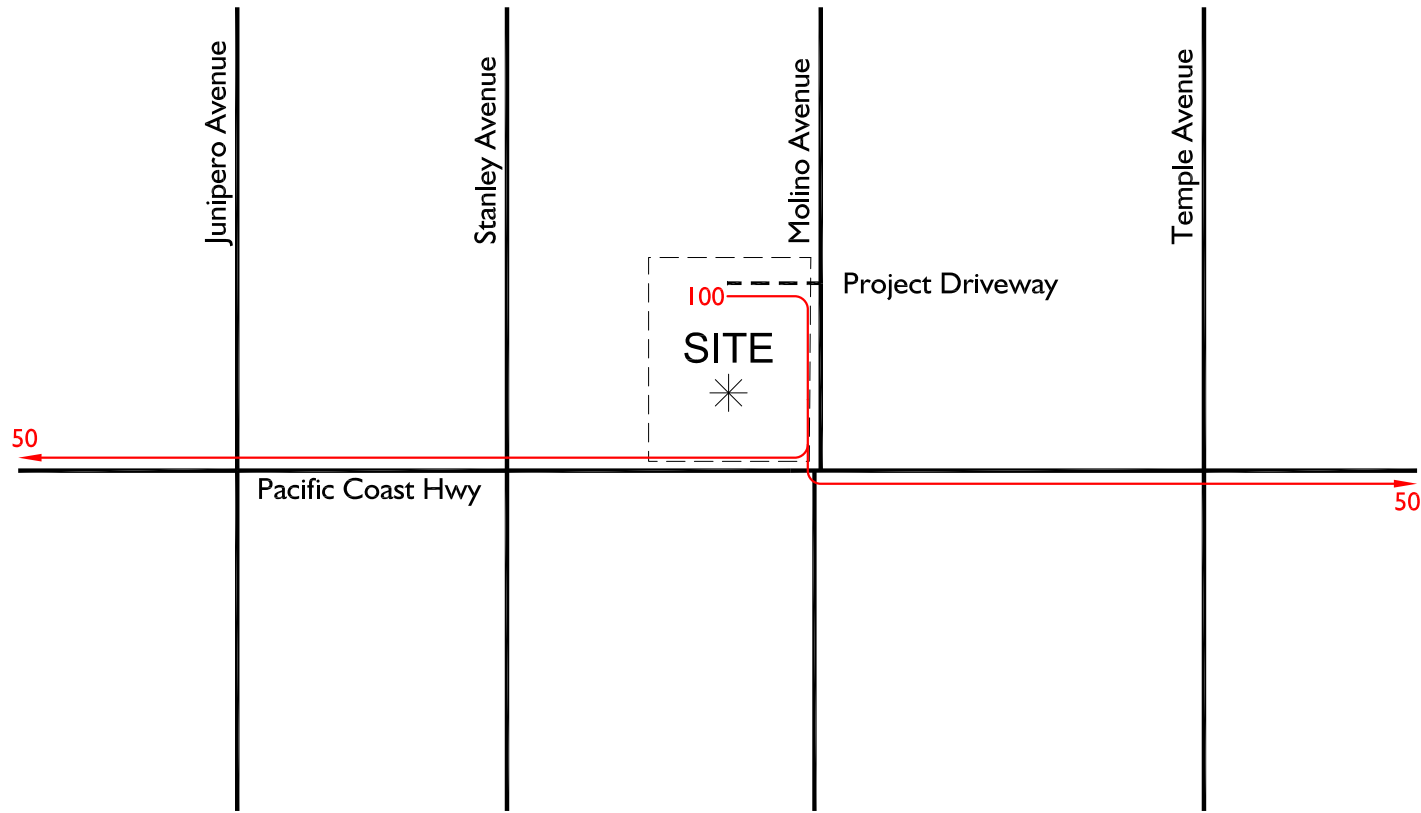 Junipero Avenue
Stanley Avenue
Molino Avenue
Temple Avenue
Project Driveway
100
SITE
50
Pacific Coast Hwy
50